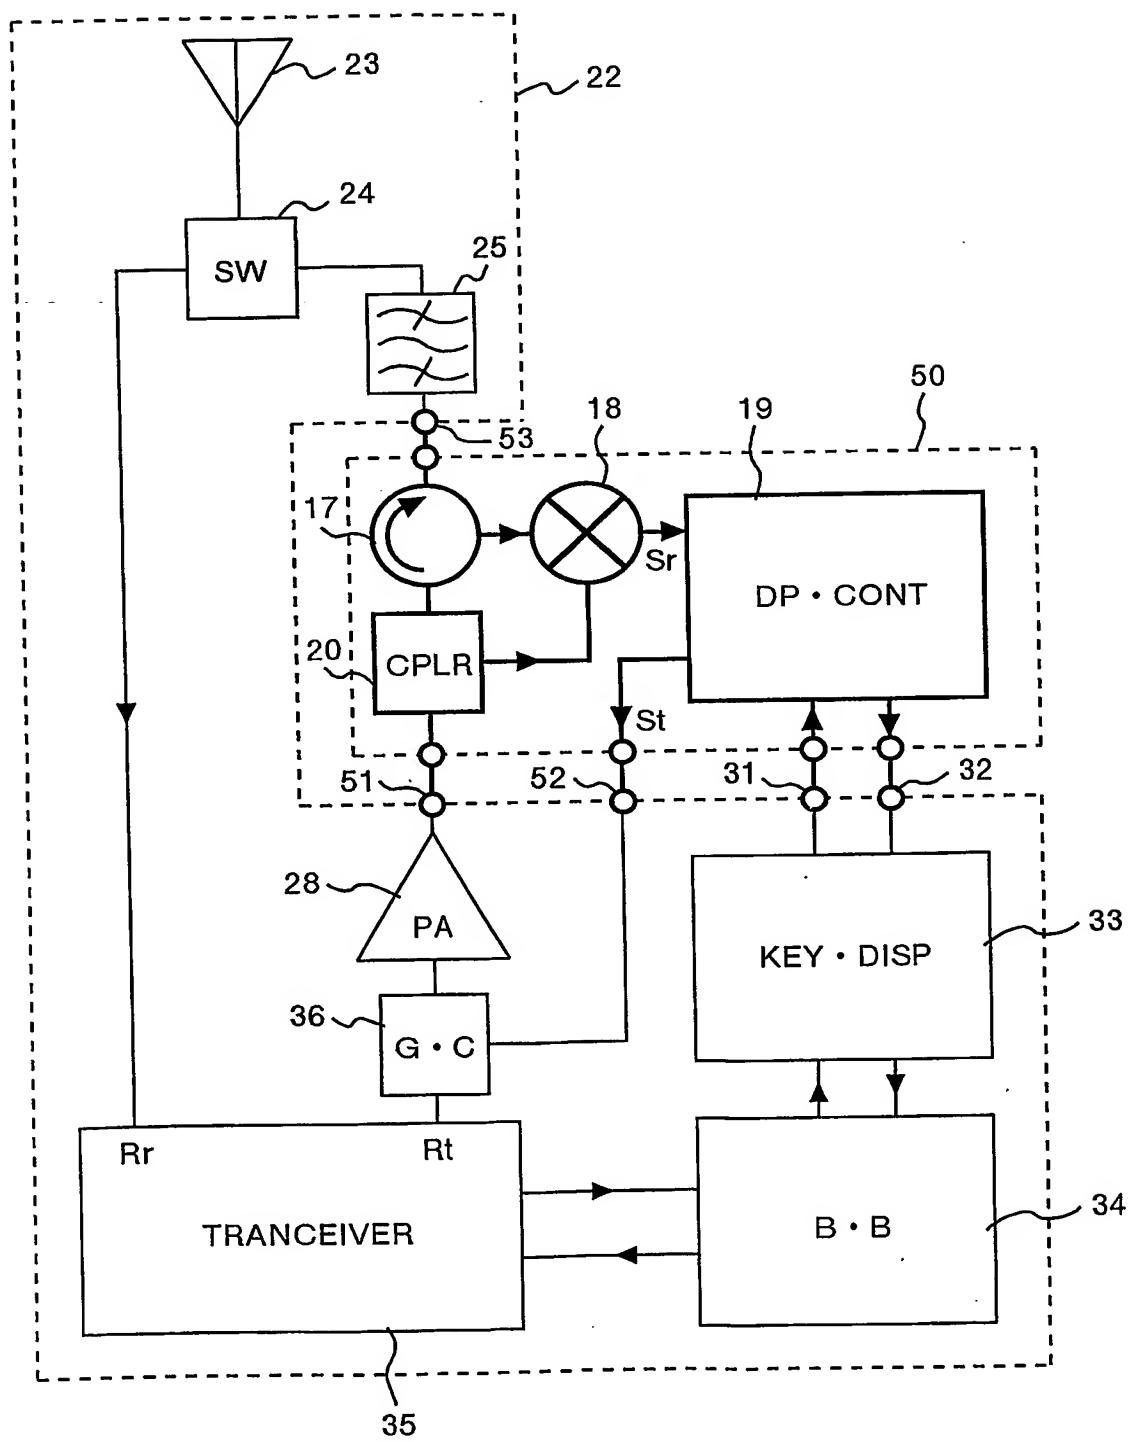 23
22
24
SW
25
50
53
18
19
17
Sr
DP・CONT
20
CPLR
St
51
52
31
32
28
PA
33
KEY・DISP
36
G・C
Rr
Rt
TRANCEIVER
B・B
34
35